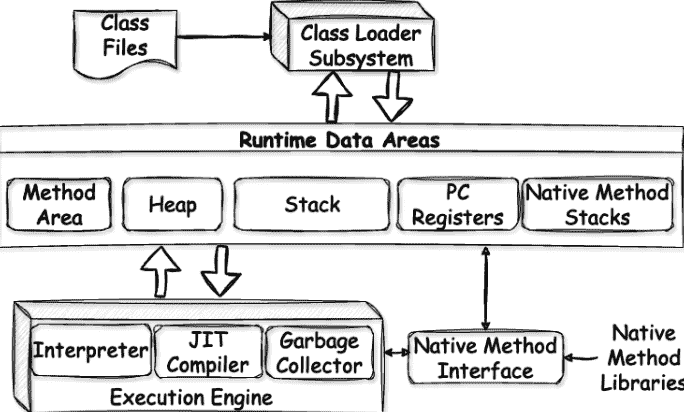 Class
Files
Class Loader
Subsystem
Runtime Data Areas
Method
Area
Heap
Stack
PC
Registers
Native Method
Stacks
Interpreter
JIT
Compiler
Garbage
Collector
Execution Engine
Native Method
Interface
Native
Method
Libraries